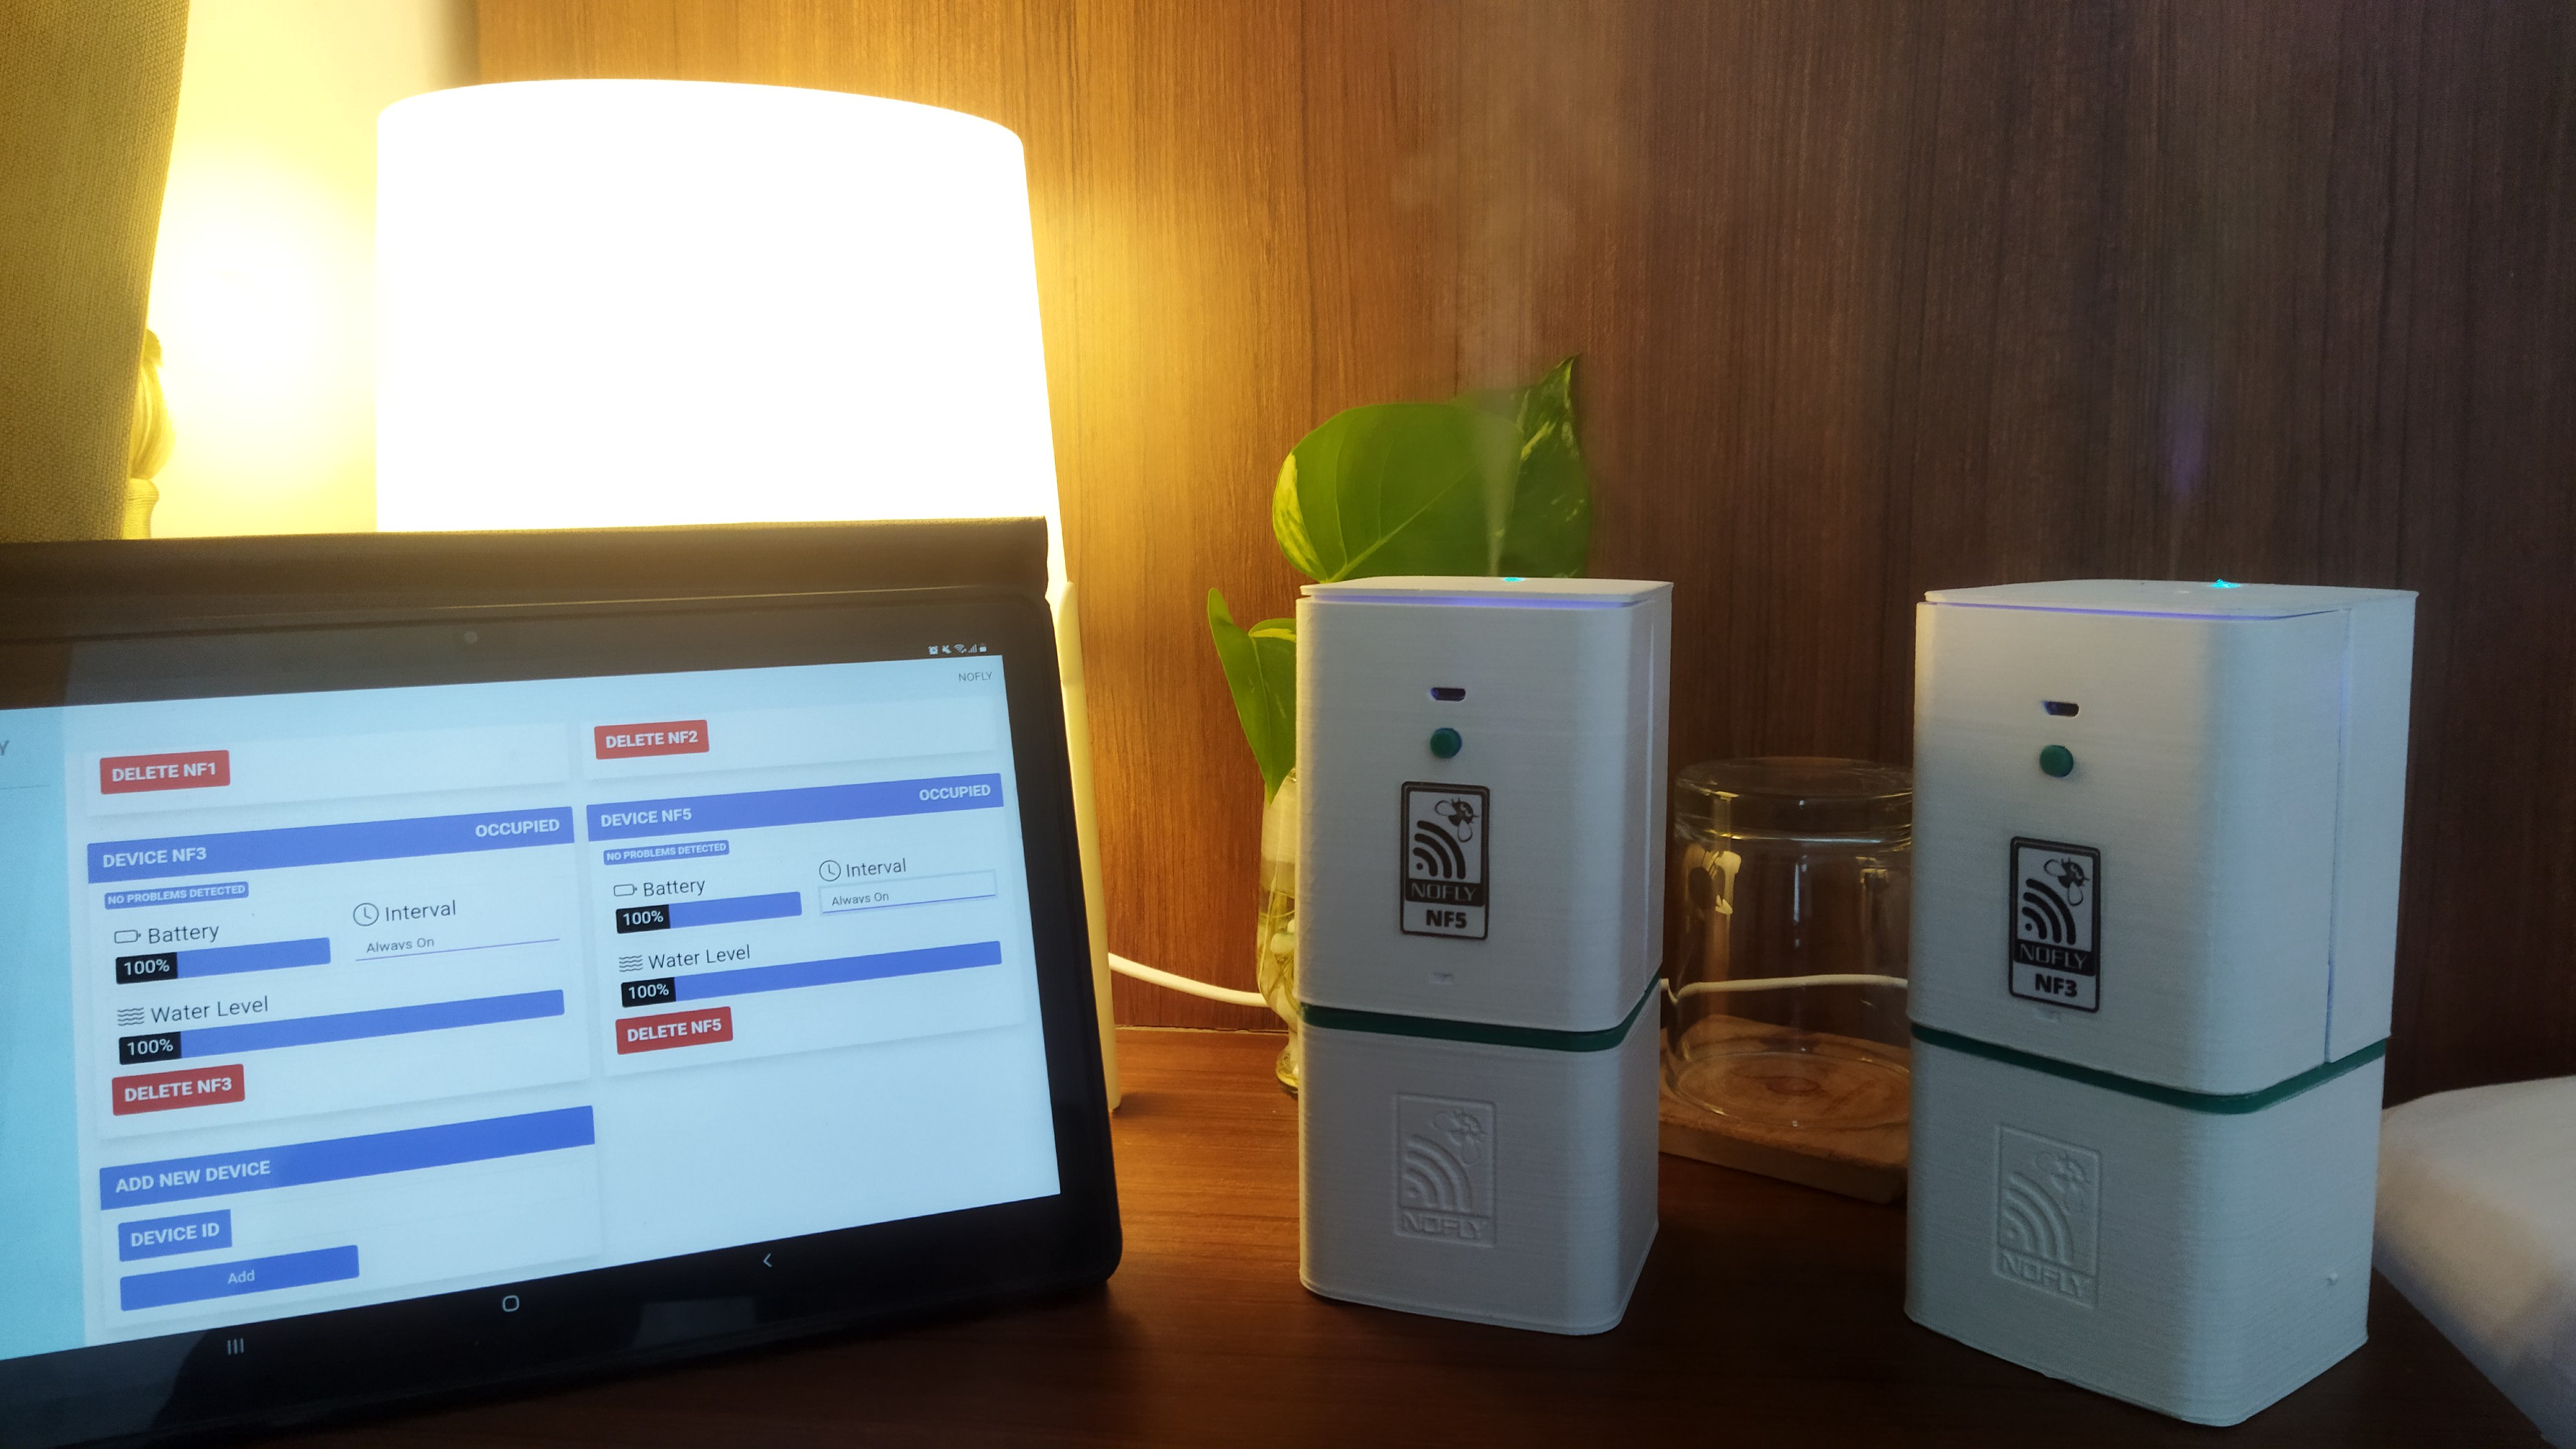 NOFLY
Y
DELETE NF1
DELETE NF2
DEVICE NF3
OCCUPIED
NO PROBLEMS DETECTED
Battery
100%
Interval
Always On
Water Level
100%
DELETE NF3
DEVICE NF5
OCCUPIED
NO PROBLEMS DETECTED
Battery
100%
Interval
Always On
Water Level
100%
DELETE NF5
ADD NEW DEVICE
DEVICE ID
Add
NOFLY
NF5
NOFLY
NOFLY
NF3
NOFLY